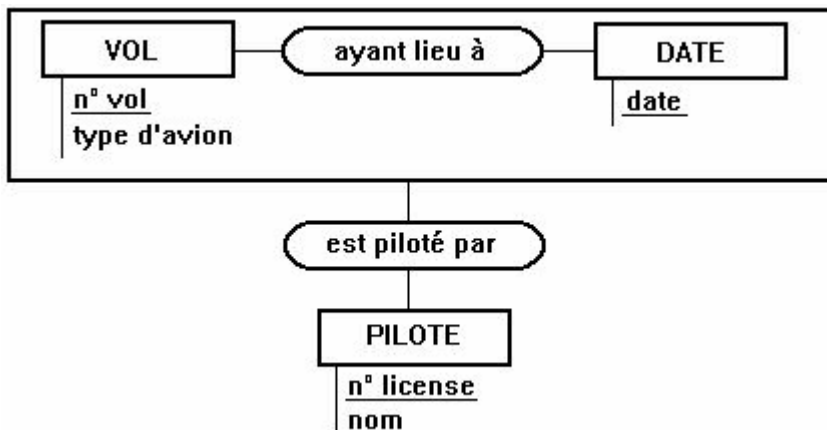 VOL
ayant lieu à
DATE
n° vol
type d'avion
date
est piloté par
PILOTE
n° license
nom